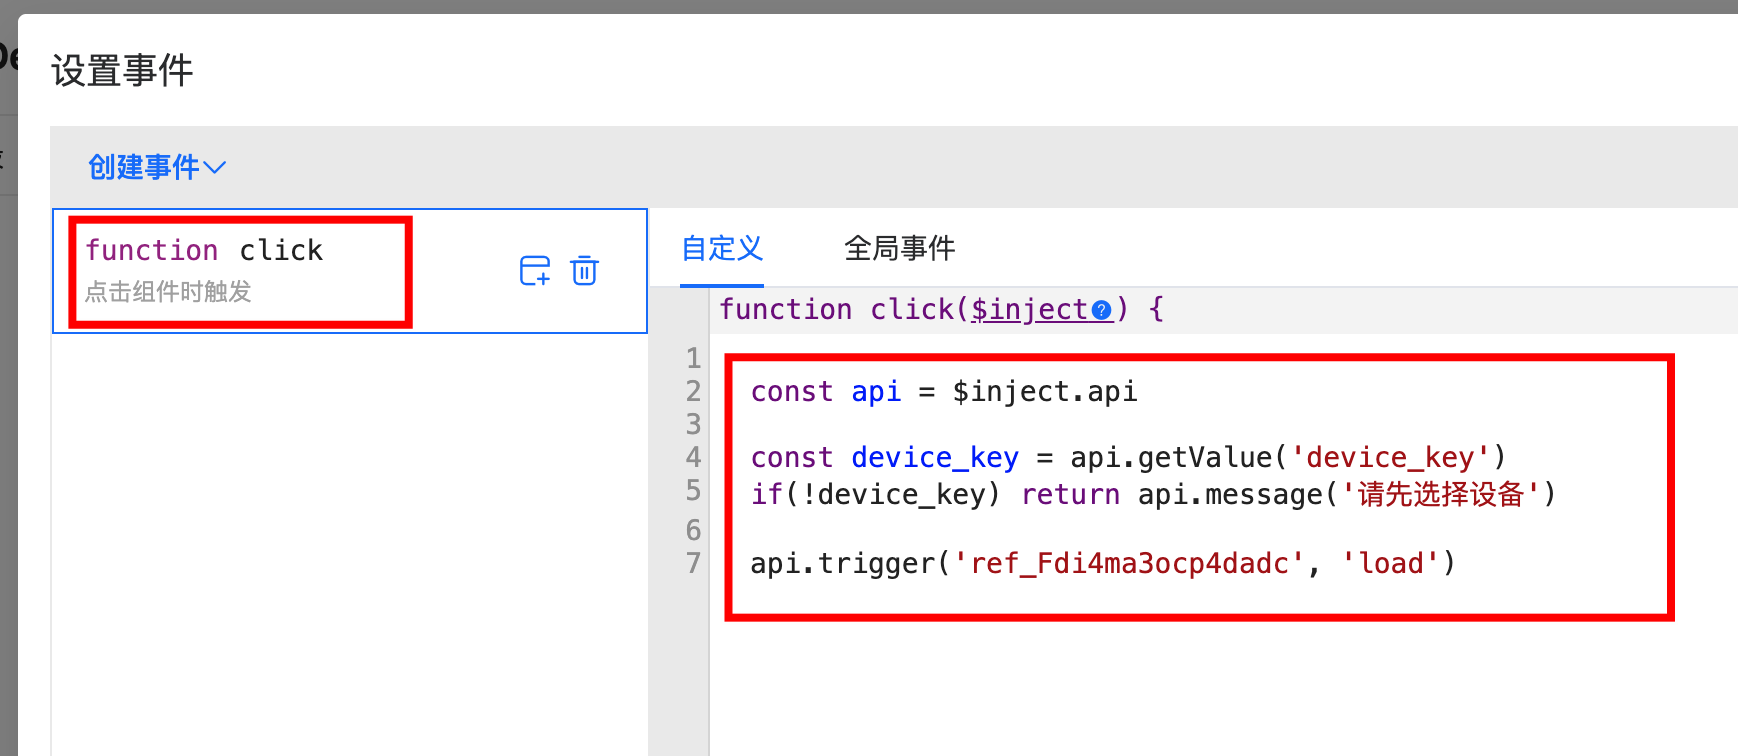 设置事件
创建事件
function click
点击组件时触发
自定义 全局事件
function click($inject?) {
1
2 const api = $inject.api
3
4 const device_key = api.getValue('device_key')
5 if(!device_key) return api.message('请先选择设备')
6
7 api.trigger('ref_Fdi4ma3ocp4dadc', 'load')